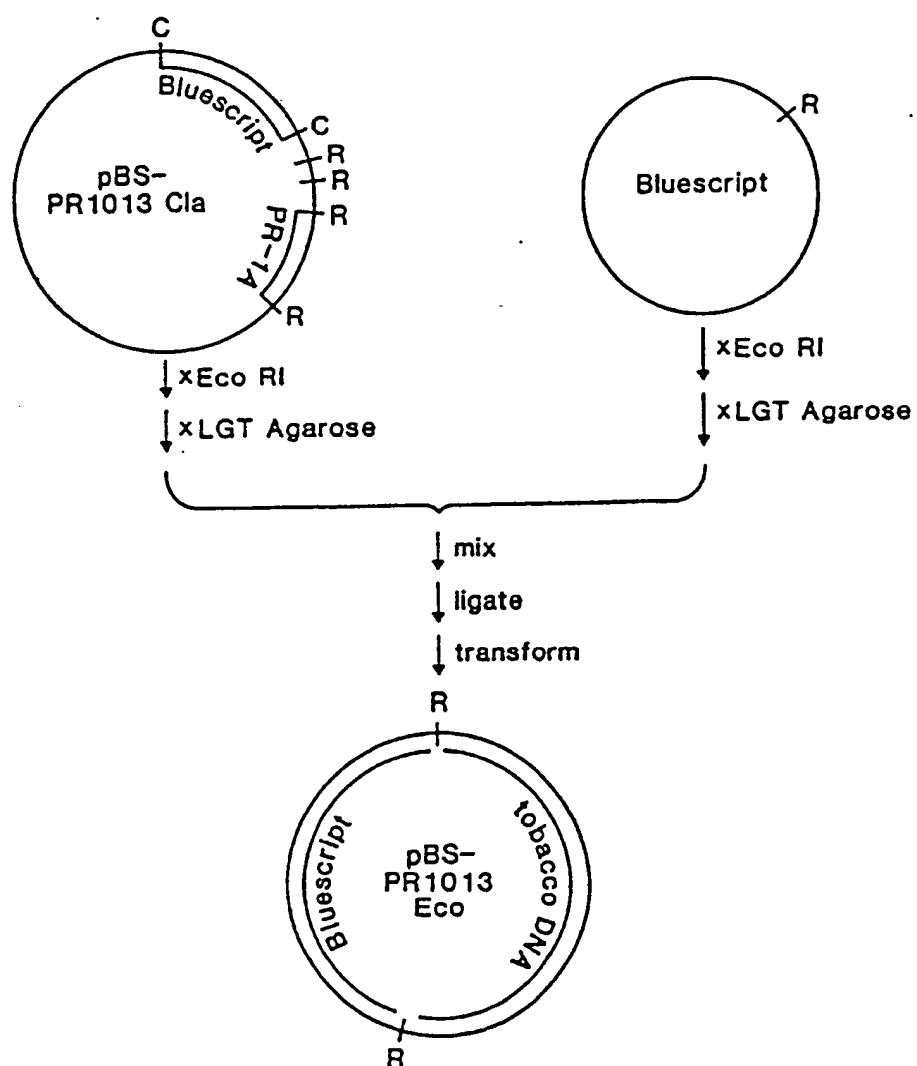 C
Bluescript
C
R
R
R
pBS-
PR1013 Cla
PR-1A
R
R
Bluescript
xEco RI
xLGT Agarose
xEco RI
xLGT Agarose
mix
ligate
transform
R
Bluescript
pBS-
PR1013
Eco
tobacco DNA
R